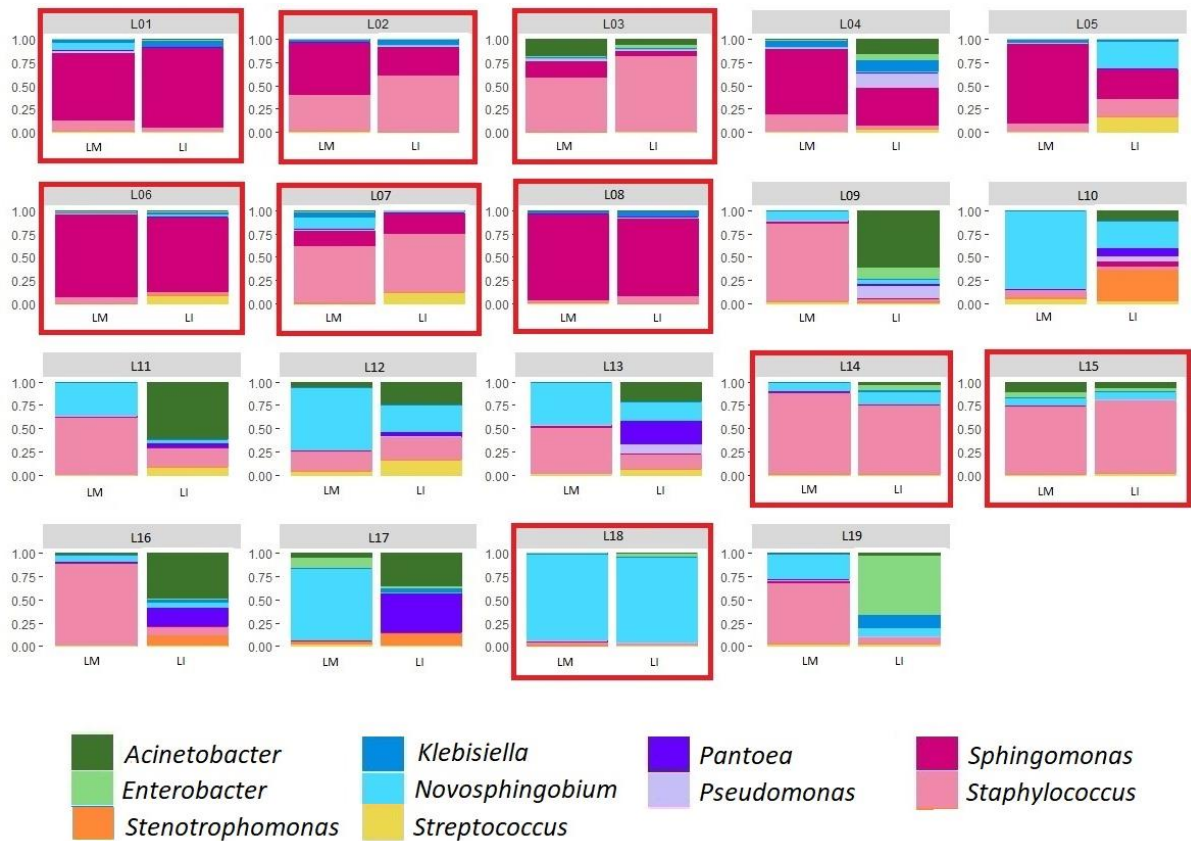 L01 L02 L03 L04 L05
1.00 1.00 1.00 1.00 1.00
0.75 0.75 0.75 0.75 0.75
0.50 0.50 0.50 0.50 0.50
0.25 0.25 0.25 0.25 0.25
0.00 0.00 0.00 0.00 0.00
LM LI LM LI LM LI LM LI LM LI
L06 L07 L08 L09 L10
1.00 1.00 1.00 1.00 1.00
0.75 0.75 0.75 0.75 0.75
0.50 0.50 0.50 0.50 0.50
0.25 0.25 0.25 0.25 0.25
0.00 0.00 0.00 0.00 0.00
LM LI LM LI LM LI LM LI LM LI
L11 L12 L13 L14 L15
1.00 1.00 1.00 1.00 1.00
0.75 0.75 0.75 0.75 0.75
0.50 0.50 0.50 0.50 0.50
0.25 0.25 0.25 0.25 0.25
0.00 0.00 0.00 0.00 0.00
LM LI LM LI LM LI LM LI LM LI
L16 L17 L18 L19
1.00 1.00 1.00 1.00
0.75 0.75 0.75 0.75
0.50 0.50 0.50 0.50
0.25 0.25 0.25 0.25
0.00 0.00 0.00 0.00
LM LI LM LI LM LI LM LI
Acinetobacter Klebisiella Pantoea Sphingomonas
Enterobacter Novosphingobium Pseudomonas Staphylococcus
Stenotrophomonas Streptococcus